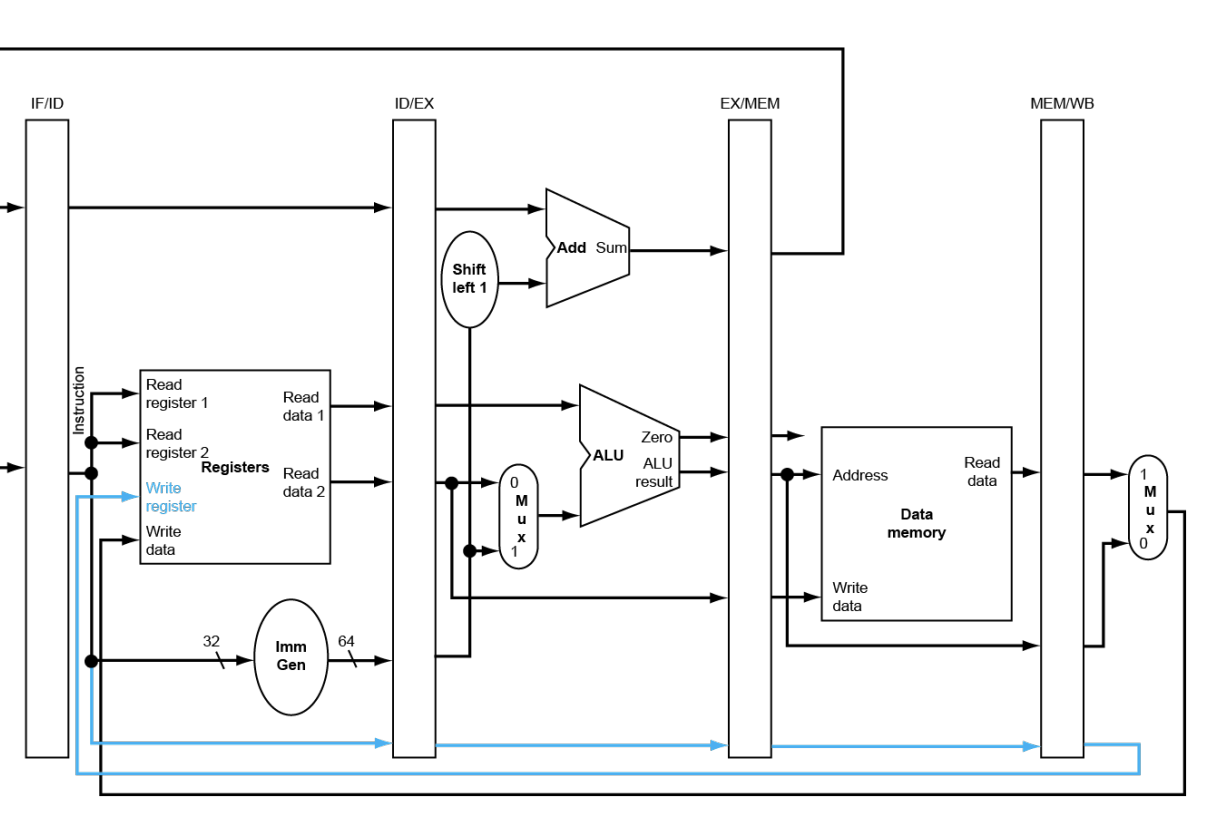 IF/ID
ID/EX
EX/MEM
MEM/WB
Add Sum
Shift
left 1
Instruction
Read
register 1
Read
data 1
Read
register 2
Registers
Read
data 2
Write
register
Write
data
Zero
ALU
ALU
result
0
M
u
x
1
Address
Read
data
Data
memory
Write
data
1
M
u
x
0
32
Imm
Gen
64